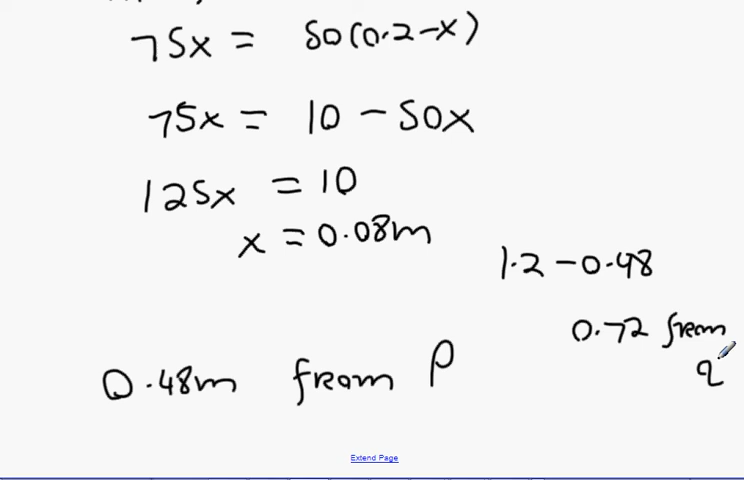 75x = 50(0.2-x)
75x = 10 - 50x
125x = 10
x = 0.08m
1.2 - 0.48
0.72 from
q
0.48m from P
Extend Page